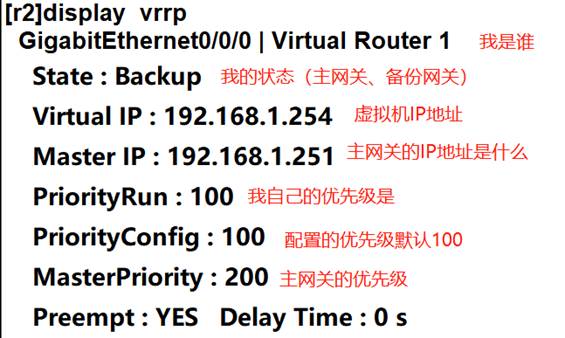 [r2]display vrrp
GigabitEthernet0/0/0 | Virtual Router 1 我是谁
State : Backup 我的状态（主网关、备份网关）
Virtual IP : 192.168.1.254 虚拟机IP地址
Master IP : 192.168.1.251 主网关的IP地址是什么
PriorityRun : 100 我自己的优先级是
PriorityConfig : 100 配置的优先级默认100
MasterPriority : 200 主网关的优先级
Preempt : YES Delay Time : 0 s